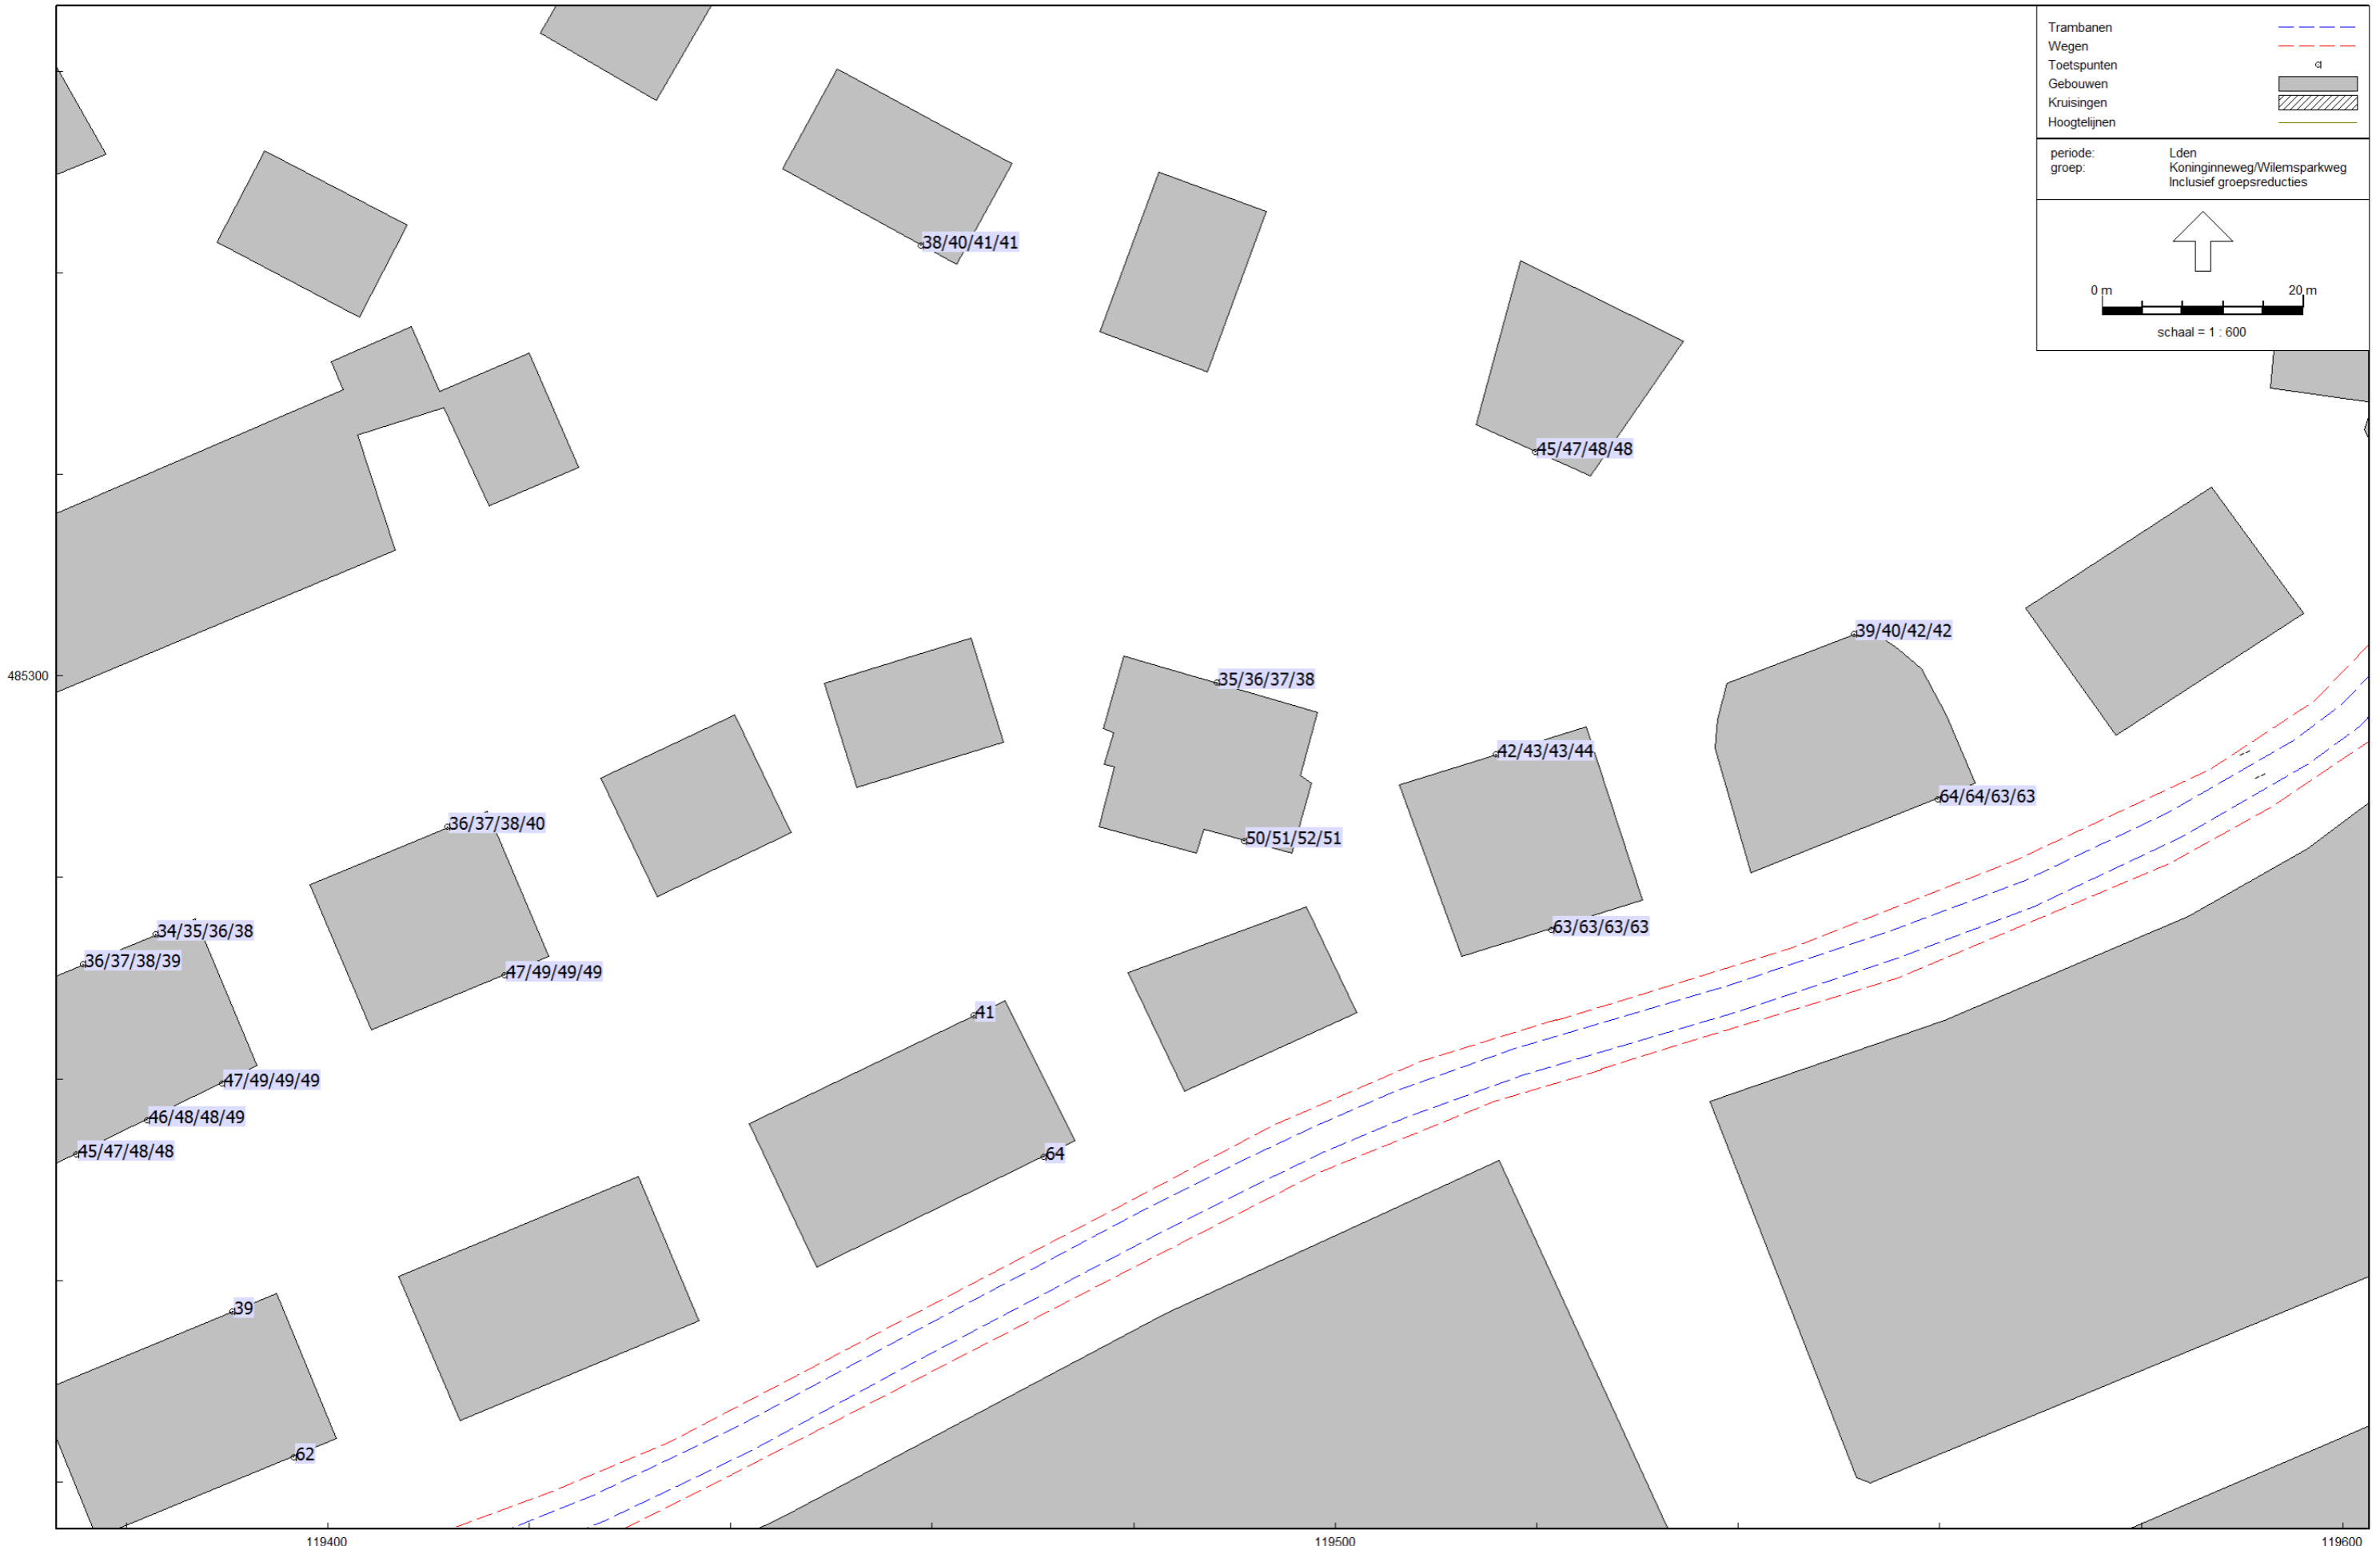 Trambanen
Wegen
Toetspunten
Gebouwen
Kruisingen
Hoogtelijnen
periode: Lden
groep: Koninginneweg/Wilemsparkweg
Inclusief groepsreducties
0 m 20 m
schaal = 1 : 600
38/40/41/41
45/47/48/48
39/40/42/42
485300
35/36/37/38
42/43/43/44
64/64/63/63
36/37/38/40
50/51/52/51
34/35/36/38
63/63/63/63
36/37/38/39
47/49/49/49
41
47/49/49/49
46/48/48/49
45/47/48/48
64
39
62
119400 119500 119600